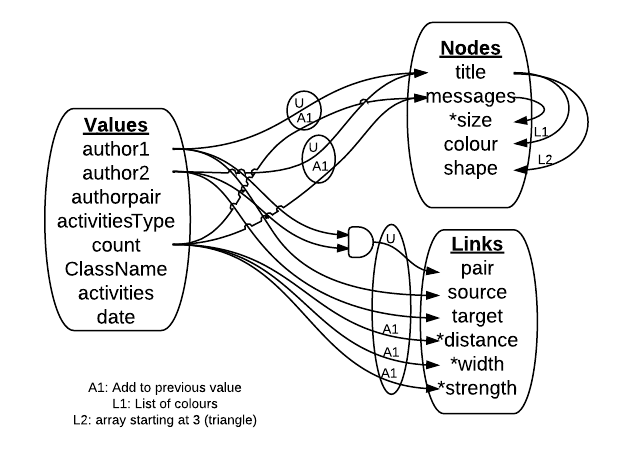 Nodes
title
messages
*size
colour
shape
L1
L2
U
A1
U
A1
Values
author1
author2
authorpair
activitiesType
count
ClassName
activities
date
U
A1
A1
A1
Links
pair
source
target
*distance
*width
*strength
A1: Add to previous value
L1: List of colours
L2: array starting at 3 (triangle)